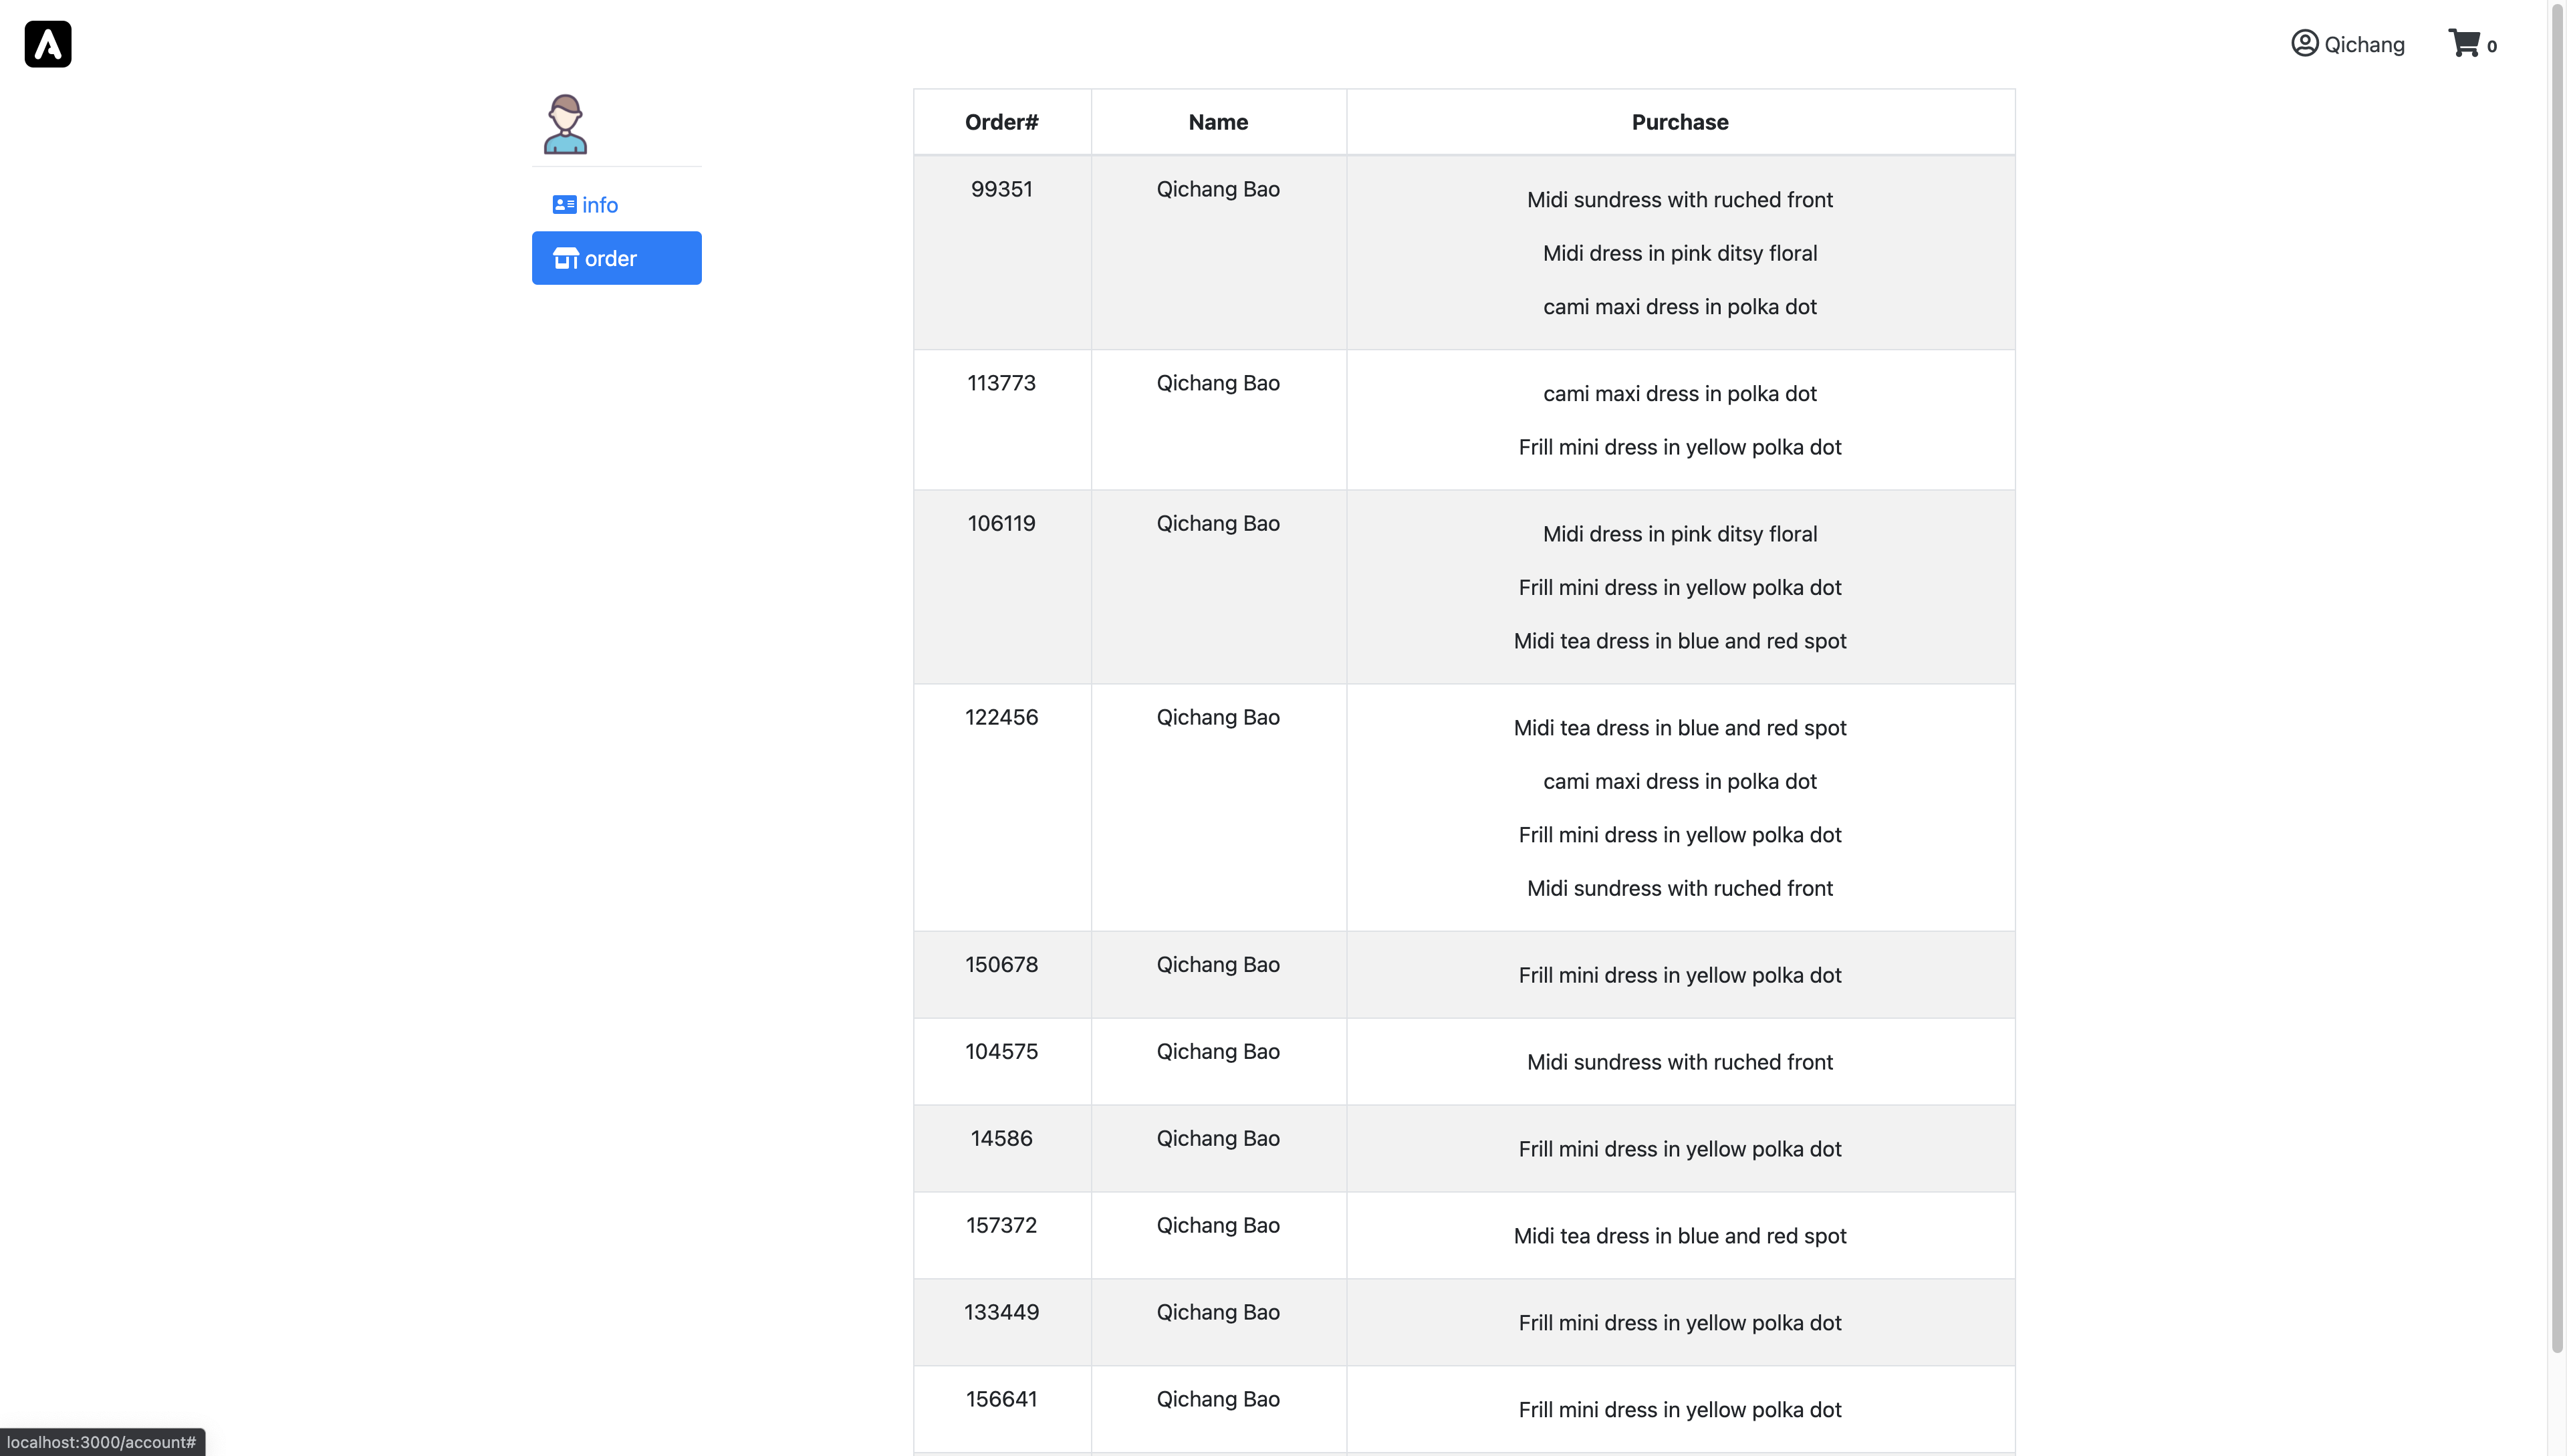 Qichang 0
info
order
Order# Name Purchase
99351 Qichang Bao Midi sundress with ruched front
Midi dress in pink ditsy floral
cami maxi dress in polka dot
113773 Qichang Bao cami maxi dress in polka dot
Frill mini dress in yellow polka dot
106119 Qichang Bao Midi dress in pink ditsy floral
Frill mini dress in yellow polka dot
Midi tea dress in blue and red spot
122456 Qichang Bao Midi tea dress in blue and red spot
cami maxi dress in polka dot
Frill mini dress in yellow polka dot
Midi sundress with ruched front
150678 Qichang Bao Frill mini dress in yellow polka dot
104575 Qichang Bao Midi sundress with ruched front
14586 Qichang Bao Frill mini dress in yellow polka dot
157372 Qichang Bao Midi tea dress in blue and red spot
133449 Qichang Bao Frill mini dress in yellow polka dot
156641 Qichang Bao Frill mini dress in yellow polka dot
localhost:3000/account#